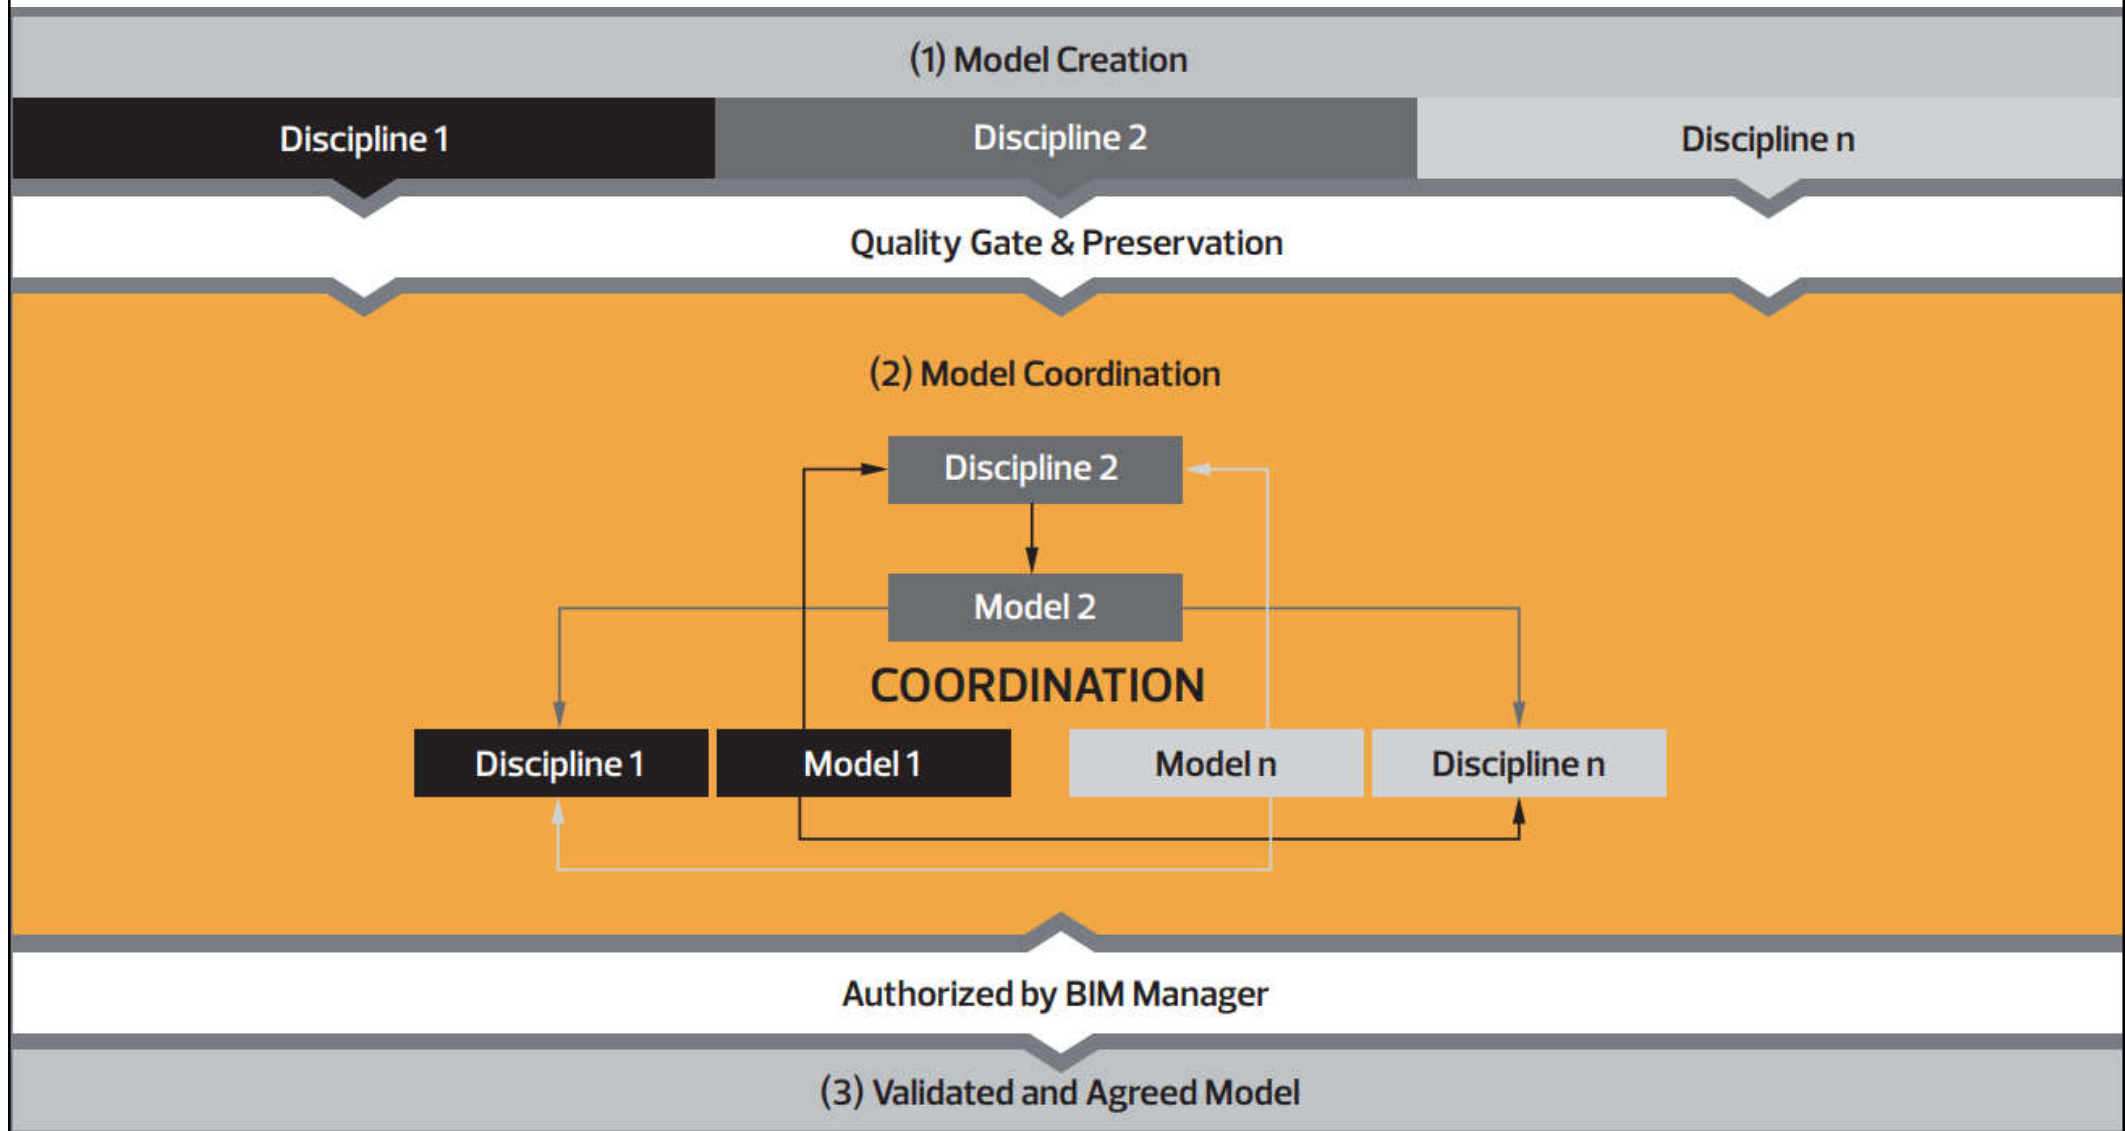 (1) Model Creation
Discipline 1
Discipline 2
Discipline n
Quality Gate & Preservation
(2) Model Coordination
Discipline 2
Model 2
COORDINATION
Discipline 1
Model 1
Model n
Discipline n
Authorized by BIM Manager
(3) Validated and Agreed Model